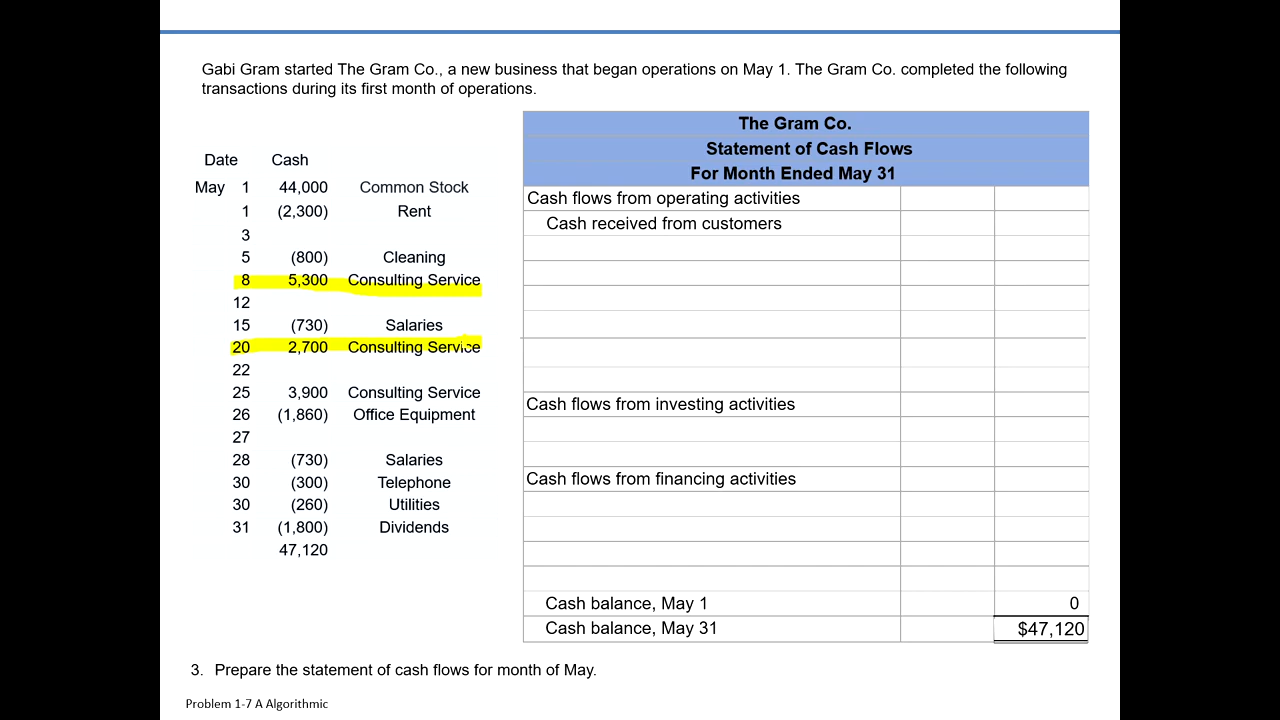 Gabi Gram started The Gram Co., a new business that began operations on May 1. The Gram Co. completed the following
transactions during its first month of operations.
Date Cash
May 1 44,000 Common Stock
1 (2,300) Rent
3
5 (800) Cleaning
8 5,300 Consulting Service
12
15 (730) Salaries
20 2,700 Consulting Service
22
25 3,900 Consulting Service
26 (1,860) Office Equipment
27
28 (730) Salaries
30 (300) Telephone
30 (260) Utilities
31 (1,800) Dividends
47,120
The Gram Co.
Statement of Cash Flows
For Month Ended May 31
Cash flows from operating activities
Cash received from customers
Cash flows from investing activities
Cash flows from financing activities
Cash balance, May 1 0
Cash balance, May 31 $47,120
3. Prepare the statement of cash flows for month of May.
Problem 1-7 A Algorithmic